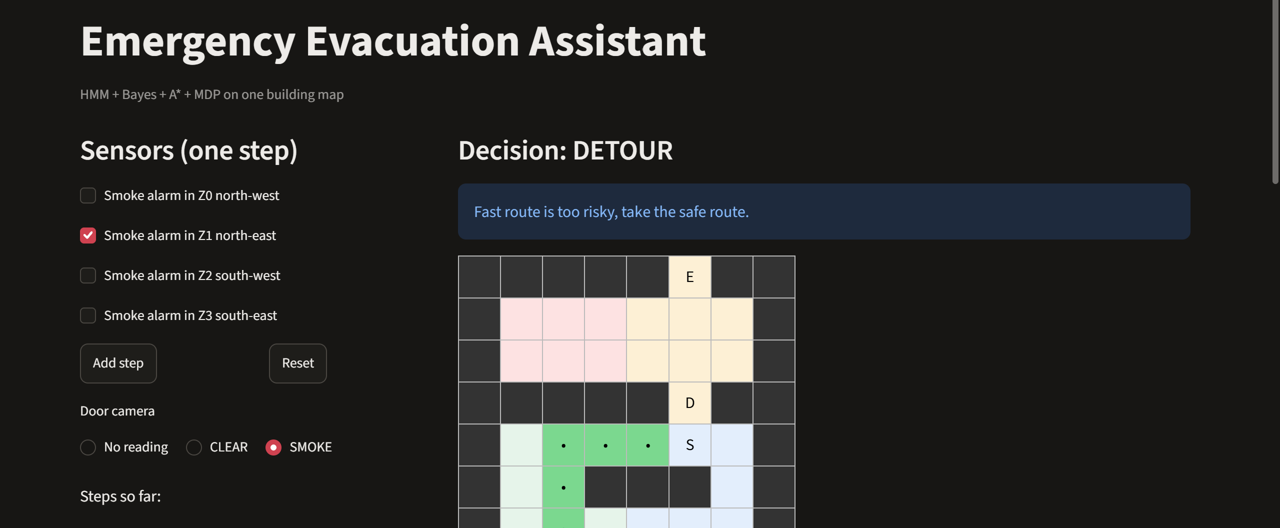 Emergency Evacuation Assistant
HMM + Bayes + A* + MDP on one building map
Sensors (one step)
Smoke alarm in Z0 north-west
Smoke alarm in Z1 north-east
Smoke alarm in Z2 south-west
Smoke alarm in Z3 south-east
Add step
Reset
Door camera
No reading
CLEAR
SMOKE
Steps so far:
Decision: DETOUR
Fast route is too risky, take the safe route.
E
D
S